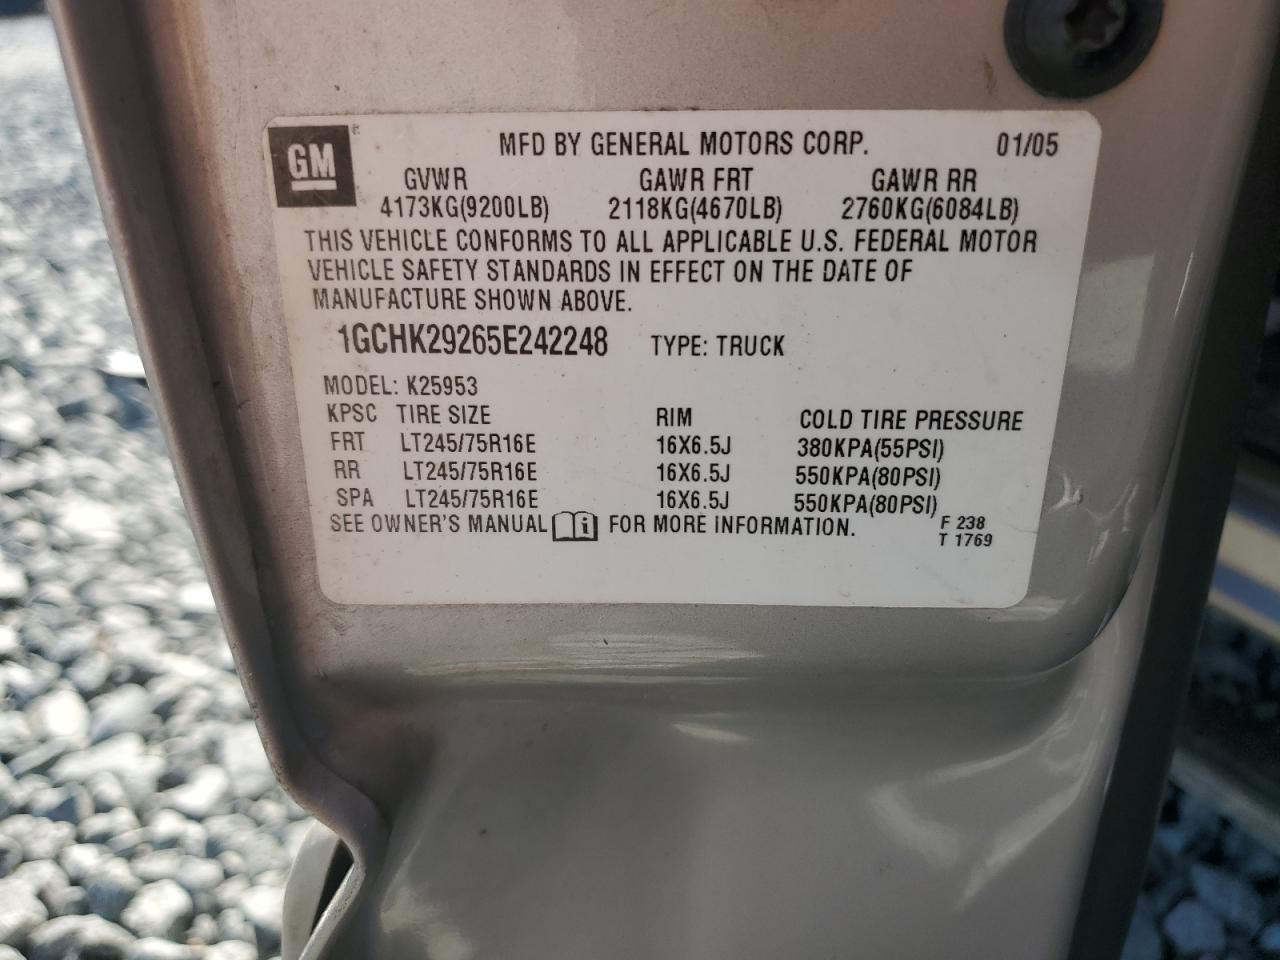 GM
MFD BY GENERAL MOTORS CORP. 01/05
GVWR GAWR FRT GAWR RR
4173KG(9200LB) 2118KG(4670LB) 2760KG(6084LB)
THIS VEHICLE CONFORMS TO ALL APPLICABLE U.S. FEDERAL MOTOR
VEHICLE SAFETY STANDARDS IN EFFECT ON THE DATE OF
MANUFACTURE SHOWN ABOVE.
1GCHK29265E242248 TYPE: TRUCK
MODEL: K25953
KPSC TIRE SIZE RIM COLD TIRE PRESSURE
FRT LT245/75R16E 16X6.5J 380KPA(55PSI)
RR LT245/75R16E 16X6.5J 550KPA(80PSI)
SPA LT245/75R16E 16X6.5J 550KPA(80PSI)
SEE OWNER'S MANUAL i FOR MORE INFORMATION. F 238
T 1769